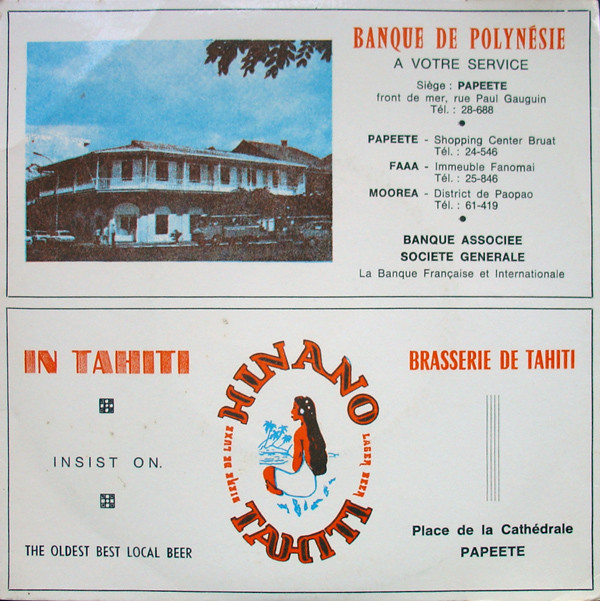 BANQUE DE POLYNÉSIE
A VOTRE SERVICE
Siège : PAPEETE
front de mer, rue Paul Gauguin
Tél. : 28-688
PAPEETE - Shopping Center Bruat
Tél. : 24-546
FAAA - Immeuble Fanomai
Tél. : 25-846
MOOREA - District de Paopao
Tél. : 61-419
BANQUE ASSOCIEE
SOCIETE GENERALE
La Banque Française et Internationale
IN TAHITI
INSIST ON.
THE OLDEST BEST LOCAL BEER
HINANO
BIERE DE LUXE
LAGER BEER
TAHITI
BRASSERIE DE TAHITI
Place de la Cathédrale
PAPEETE